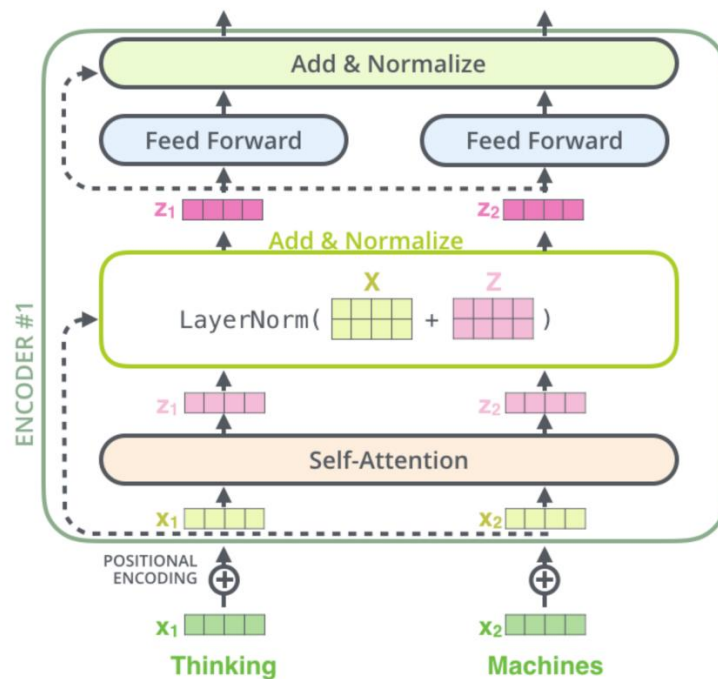 Add & Normalize
Feed Forward Feed Forward
z₁ z₂
Add & Normalize
X Z
LayerNorm( + )
ENCODER #1
z₁ z₂
Self-Attention
x₁ x₂
POSITIONAL
ENCODING
x₁ x₂
Thinking Machines